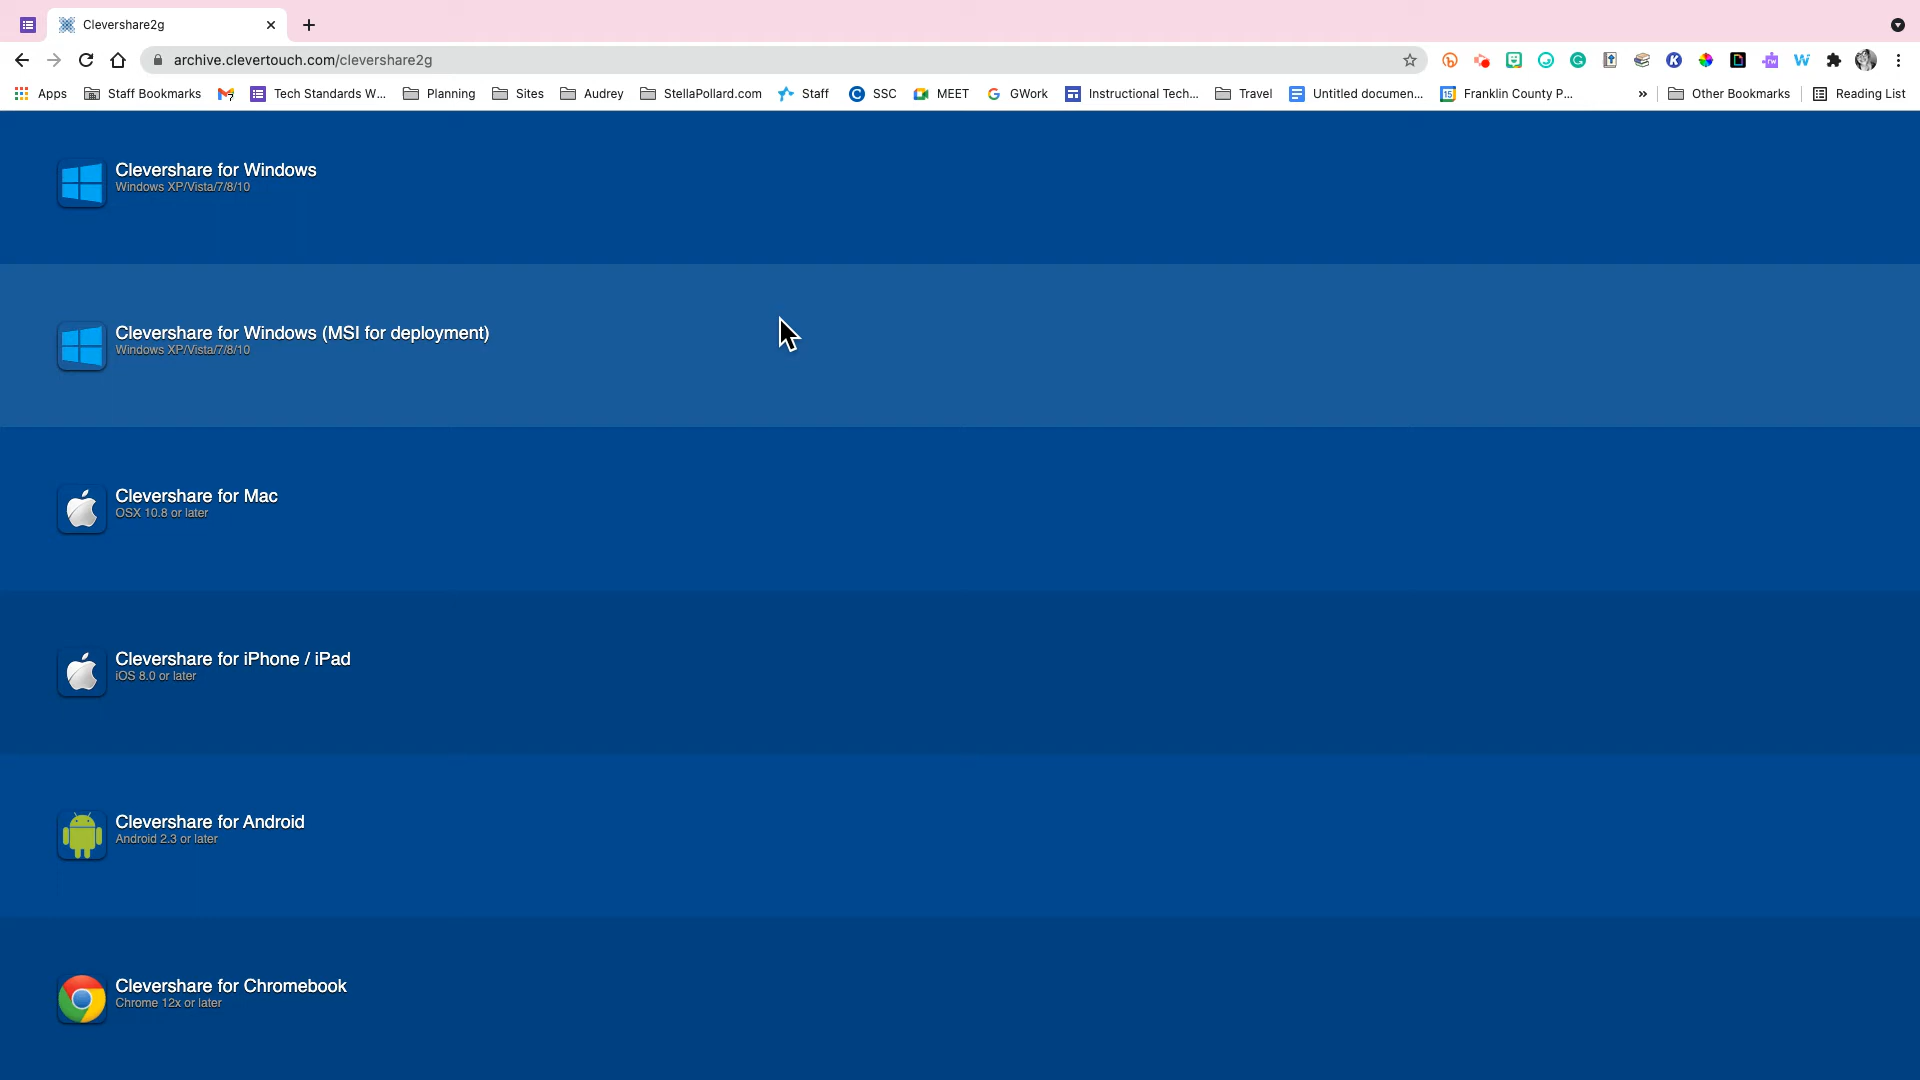 Clevershare2g
archive.clevertouch.com/clevershare2g
Apps Staff Bookmarks Tech Standards W... Planning Sites Audrey StellaPollard.com Staff SSC MEET GWork Instructional Tech... Travel Untitled documen... Franklin County P... » Other Bookmarks Reading List
Clevershare for Windows
Windows XP/Vista/7/8/10
Clevershare for Windows (MSI for deployment)
Windows XP/Vista/7/8/10
Clevershare for Mac
OSX 10.8 or later
Clevershare for iPhone / iPad
iOS 8.0 or later
Clevershare for Android
Android 2.3 or later
Clevershare for Chromebook
Chrome 12x or later